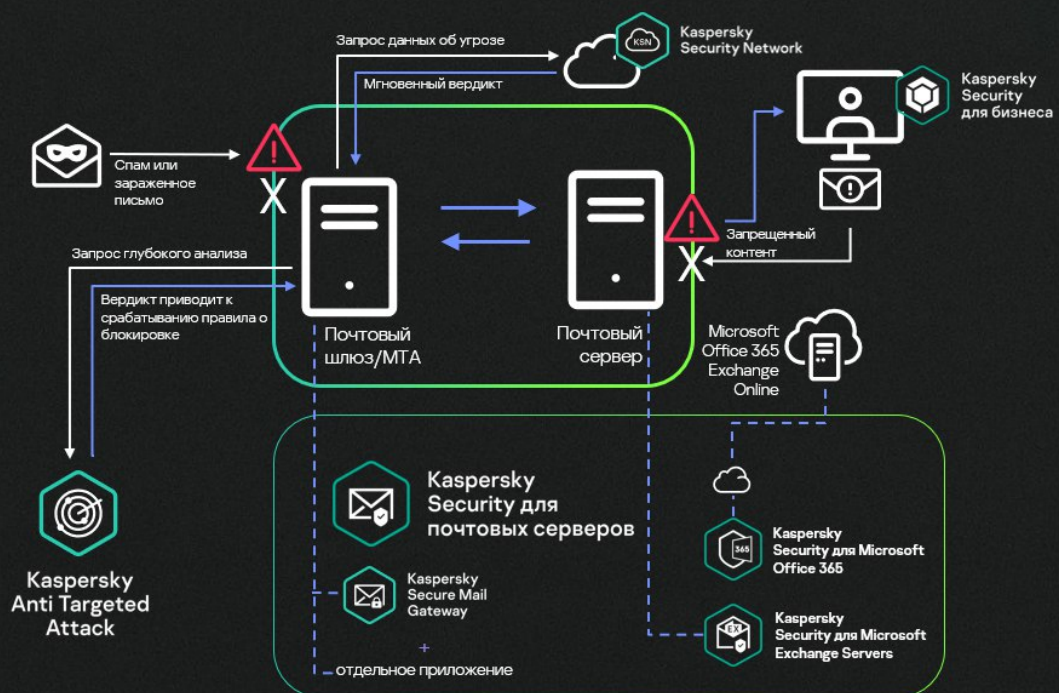 Запрос данных об угрозе
KSN
Kaspersky
Security Network
Мгновенный вердикт
Kaspersky
Security
для бизнеса
Спам или
зараженное
письмо
X
X
Запрещенный
контент
Запрос глубокого анализа
Вердикт приводит к
срабатыванию правила о
блокировке
Почтовый
шлюз/MTA
Почтовый
сервер
Microsoft
Office 365
Exchange
Online
Kaspersky
Security для
почтовых серверов
Kaspersky
Anti Targeted
Attack
Kaspersky
Secure Mail
Gateway
+
отдельное приложение
365
Kaspersky
Security для Microsoft
Office 365
EX
Kaspersky
Security для Microsoft
Exchange Servers